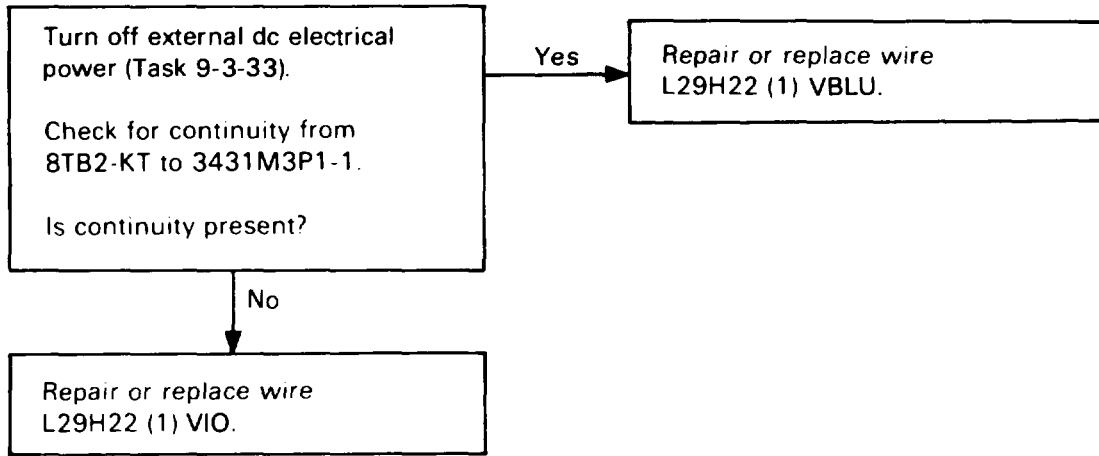 Turn off external dc electrical
power (Task 9-3-33).
Check for continuity from
8TB2-KT to 3431M3P1-1.
Is continuity present?
Yes
Repair or replace wire
L29H22 (1) VBLU.
No
Repair or replace wire
L29H22 (1) VIO.